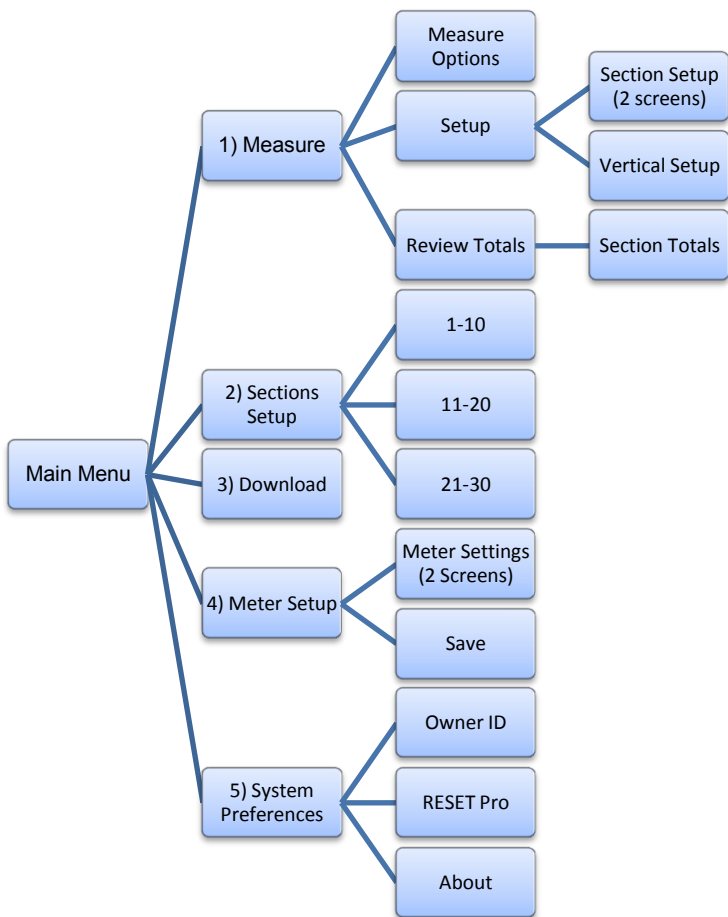 Main Menu
1) Measure
Measure
Options
Setup
Section Setup
(2 screens)
Vertical Setup
Review Totals
Section Totals
2) Sections
Setup
1-10
11-20
21-30
3) Download
4) Meter Setup
Meter Settings
(2 Screens)
Save
5) System
Preferences
Owner ID
RESET Pro
About